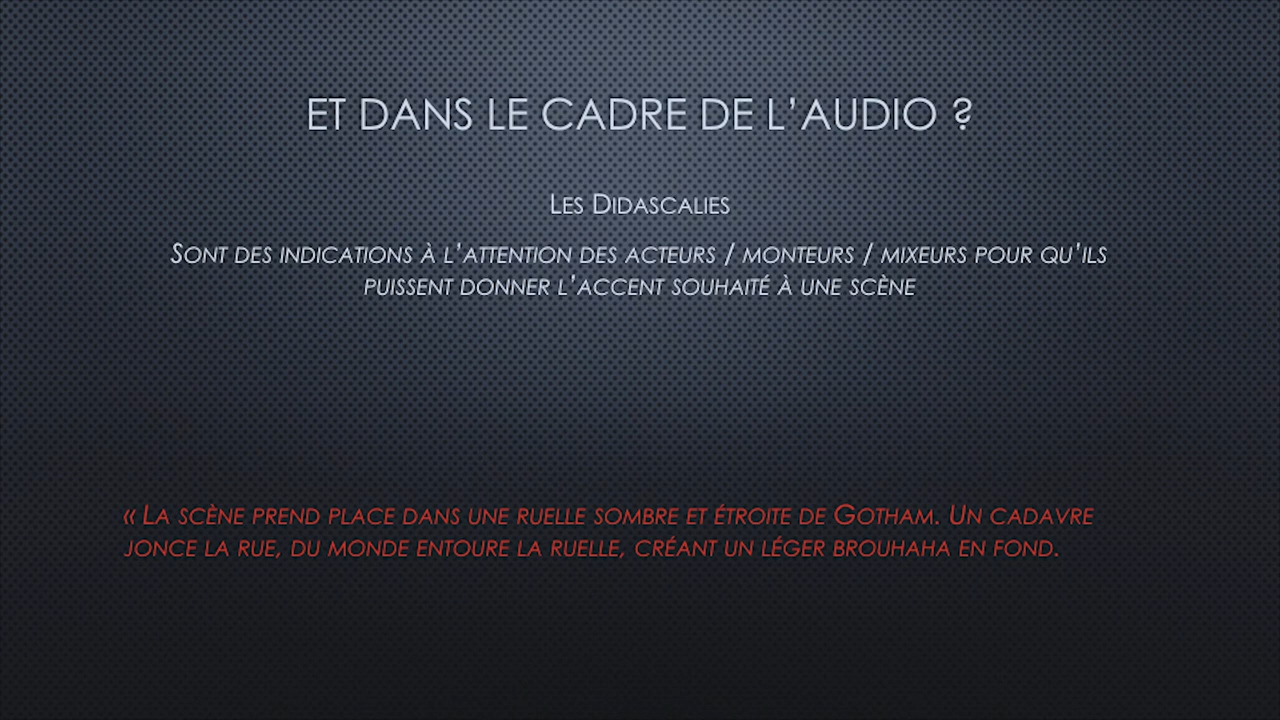 ET DANS LE CADRE DE L’AUDIO ?
LES DIDASCALIES
SONT DES INDICATIONS À L’ATTENTION DES ACTEURS / MONTEURS / MIXEURS POUR QU’ILS
PUISSENT DONNER L’ACCENT SOUHAITÉ À UNE SCÈNE
« LA SCÈNE PREND PLACE DANS UNE RUELLE SOMBRE ET ÉTROITE DE GOTHAM. UN CADAVRE
JONCE LA RUE, DU MONDE ENTOURE LA RUELLE, CRÉANT UN LÉGER BROUHAHA EN FOND.